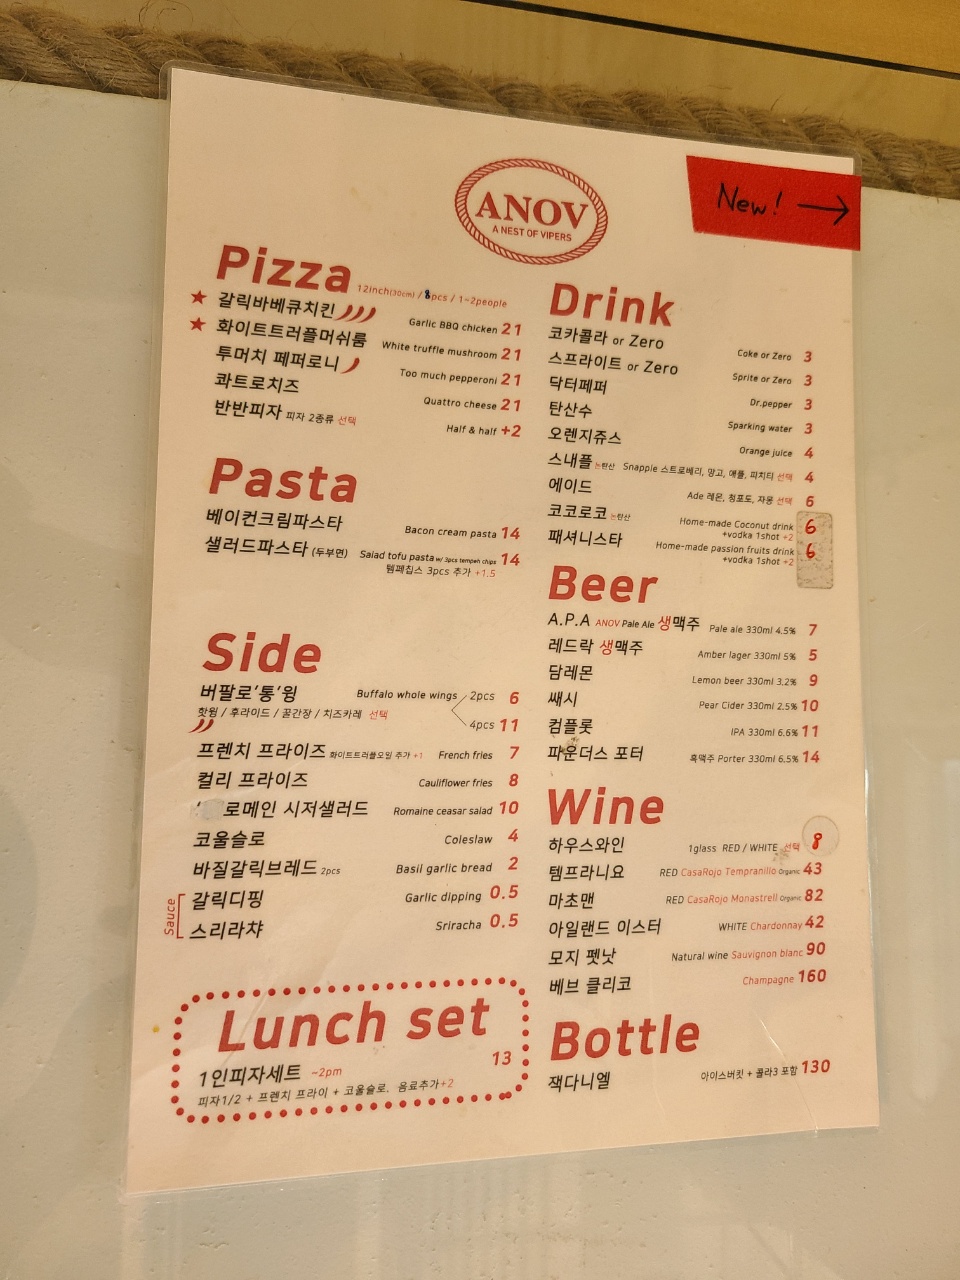 ANOV
A NEST OF VIPERS
New! →
Pizza 12inch(30cm) / 8pcs / 1~2people
★ 갈릭바베큐치킨 Garlic BBQ chicken 21
★ 화이트트러플머쉬룸 White truffle mushroom 21
투머치 페퍼로니 Too much pepperoni 21
콰트로치즈 Quattro cheese 21
반반피자 피자 2종류 선택 Half & half +2
Pasta
베이컨크림파스타 Bacon cream pasta 14
샐러드파스타 (두부면) Salad tofu pasta w/ 3pcs tempeh chips 14
템페칩스 3pcs 추가 +1.5
Side
버팔로'통'윙 Buffalo whole wings 2pcs 6
핫윙 / 후라이드 / 꿀간장 / 치즈카레 선택
4pcs 11
프렌치 프라이즈 화이트트러플오일 추가 +1 French fries 7
컬리 프라이즈 Cauliflower fries 8
로메인 시저샐러드 Romaine ceasar salad 10
코울슬로 Coleslaw 4
바질갈릭브레드 2pcs Basil garlic bread 2
Sauce
갈릭디핑 Garlic dipping 0.5
스리라챠 Sriracha 0.5
Lunch set
13
1인피자세트 ~2pm
피자1/2 + 프렌치 프라이 + 코울슬로. 음료추가+2
Drink
코카콜라 or Zero Coke or Zero 3
스프라이트 or Zero Sprite or Zero 3
닥터페퍼 Dr.pepper 3
탄산수 Sparking water 3
오렌지쥬스 Orange juice 4
스내플 논탄산 Snapple 스트로베리, 망고, 애플, 피치티 선택 4
에이드 Ade 레몬, 청포도, 자몽 선택 6
코코로코 논탄산 Home-made Coconut drink 6
+vodka 1shot +2
패셔니스타 Home-made passion fruits drink 6
+vodka 1shot +2
Beer
A.P.A ANOV Pale Ale 생맥주 Pale ale 330ml 4.5% 7
레드락 생맥주 Amber lager 330ml 5% 5
담레몬 Lemon beer 330ml 3.2% 9
쌔시 Pear Cider 330ml 2.5% 10
컴플롯 IPA 330ml 6.6% 11
파운더스 포터 흑맥주 Porter 330ml 6.5% 14
Wine
하우스와인 1glass RED / WHITE 선택 8
템프라니요 RED CasaRojo Tempranillo Organic 43
마초맨 RED CasaRojo Monastrell Organic 82
아일랜드 이스터 WHITE Chardonnay 42
모지 펫낫 Natural wine Sauvignon blanc 90
베브 클리코 Champagne 160
Bottle
잭다니엘 아이스버킷 + 콜라3 포함 130